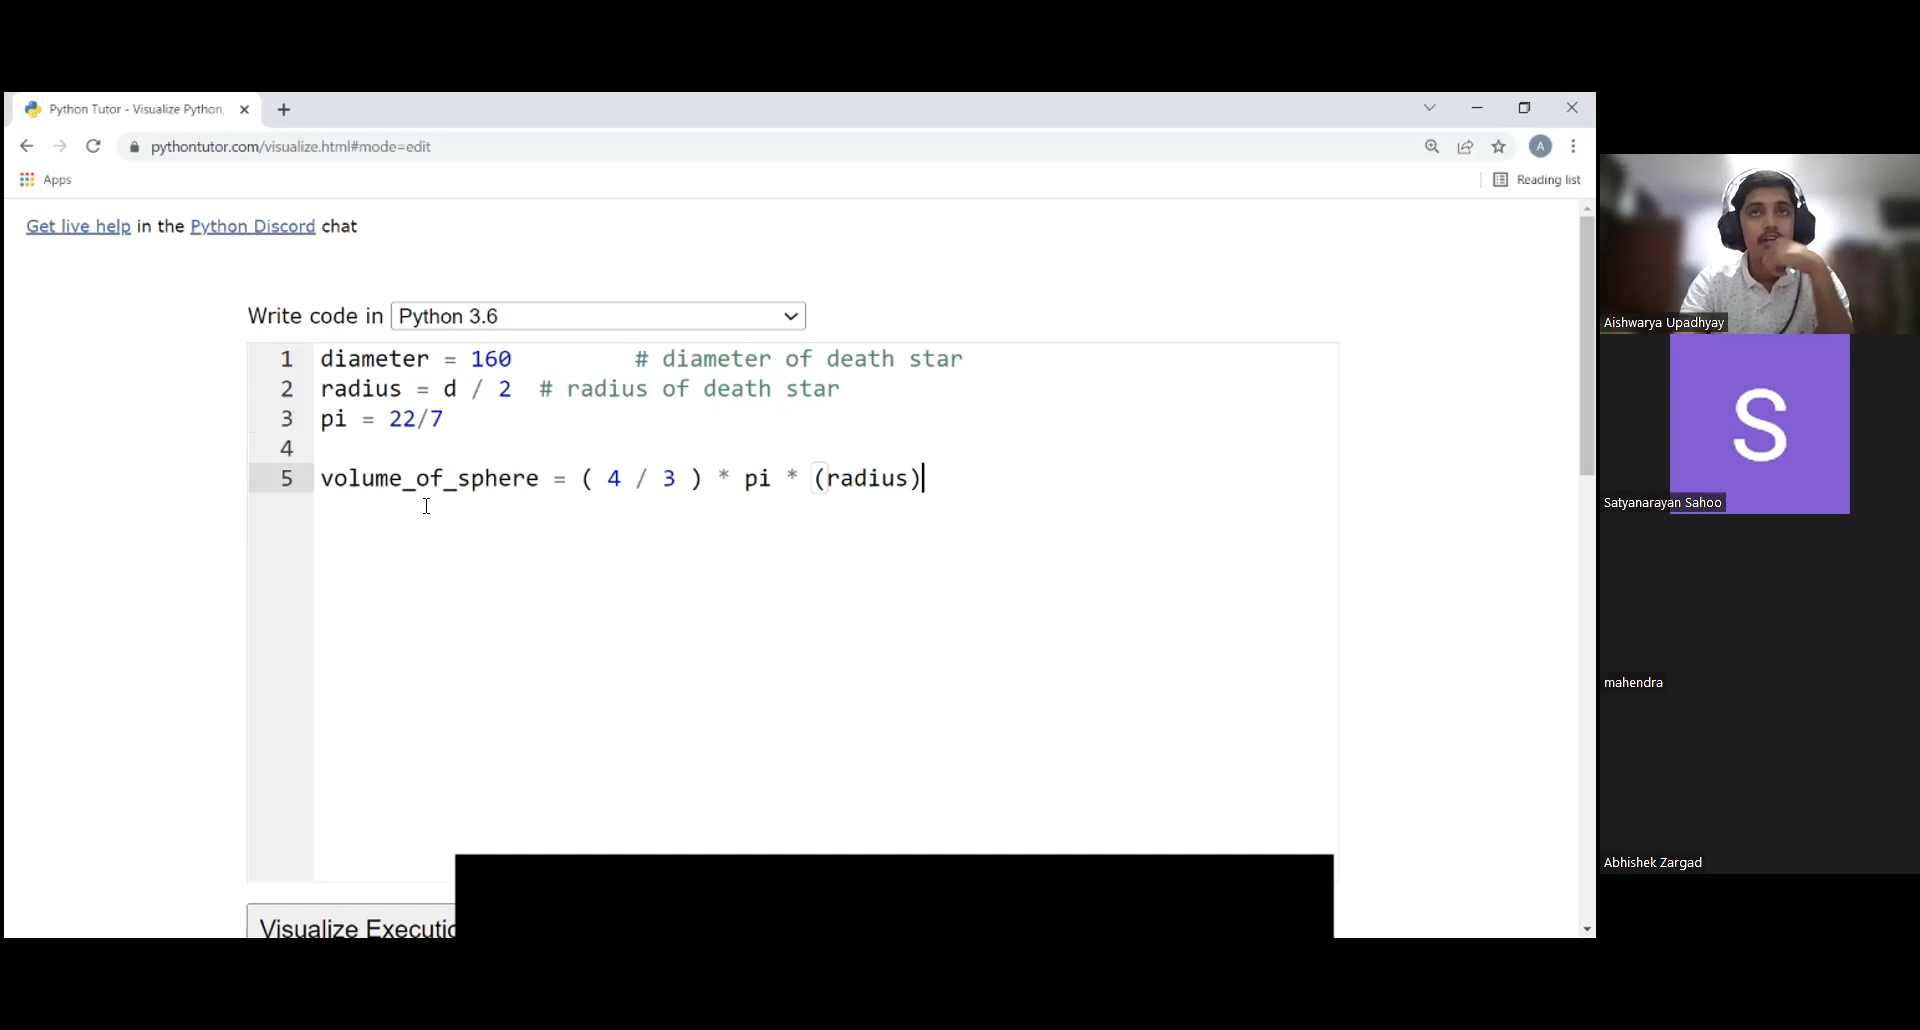 Python Tutor - Visualize Python,
pythontutor.com/visualize.html#mode=edit
A
Apps
Reading list
Get live help in the Python Discord chat
Write code in Python 3.6
1 diameter = 160 # diameter of death star
2 radius = d / 2 # radius of death star
3 pi = 22/7
4
5 volume_of_sphere = ( 4 / 3 ) * pi * (radius)
Visualize Executio
Aishwarya Upadhyay
S
Satyanarayan Sahoo
mahendra
Abhishek Zargad